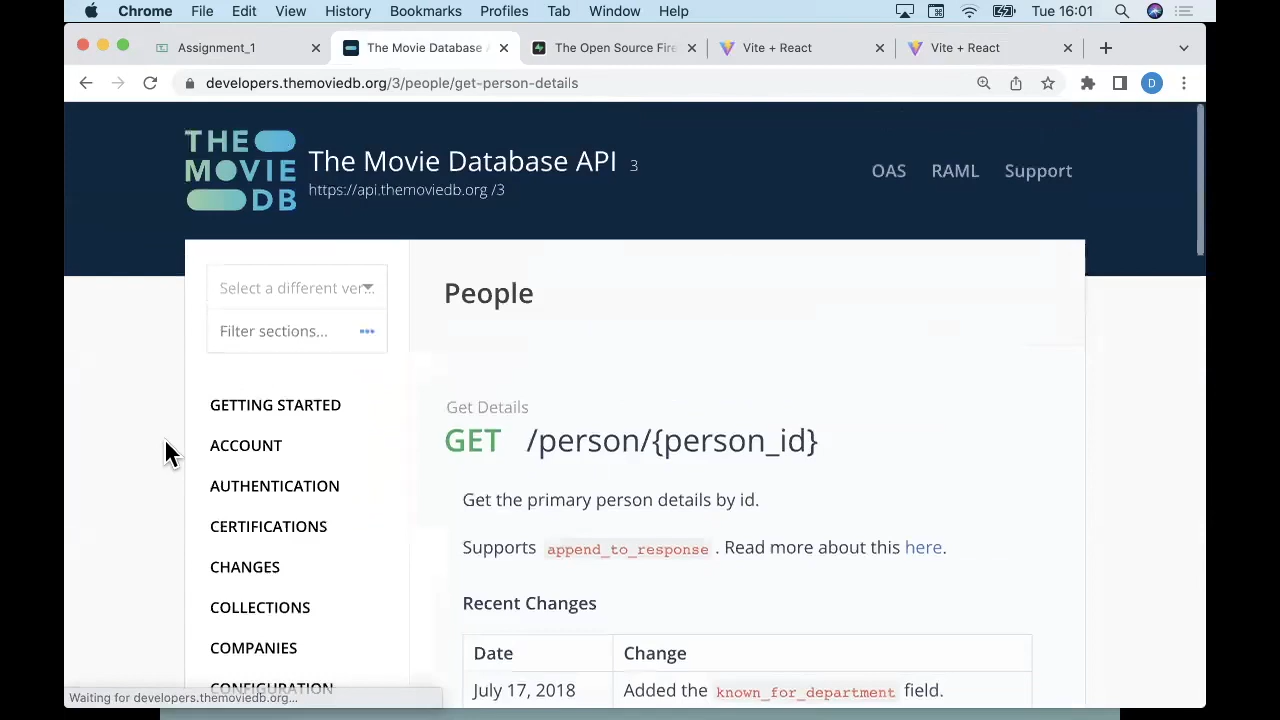 Chrome File Edit View History Bookmarks Profiles Tab Window Help Tue 16:01
Assignment_1 The Movie Database A The Open Source Fire Vite + React Vite + React
developers.themoviedb.org/3/people/get-person-details D
THE
MOVIE
DB
The Movie Database API 3
https://api.themoviedb.org /3
OAS RAML Support
Select a different ver...
Filter sections...
GETTING STARTED
ACCOUNT
AUTHENTICATION
CERTIFICATIONS
CHANGES
COLLECTIONS
COMPANIES
CONFIGURATION
People
Get Details
GET /person/{person_id}
Get the primary person details by id.
Supports append_to_response . Read more about this here.
Recent Changes
Date Change
July 17, 2018 Added the known_for_department field.
Waiting for developers.themoviedb.org...